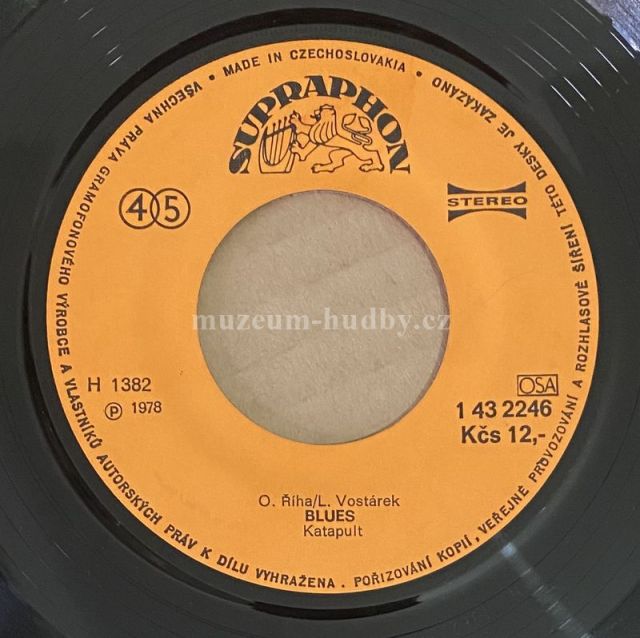 VŠECHNA PRÁVA GRAMOFONOVÉHO VÝROBCE A VLASTNÍKŮ AUTORSKÝCH PRÁV K DÍLU VYHRAŽENA . POŘIZOVÁNÍ KOPIÍ, VEŘEJNÉ PROVOZOVÁNÍ A ROZHLASOVÉ ŠÍŘENÍ TÉTO DESKY JE ZAKÁZÁNO • MADE IN CZECHOSLOVAKIA •
SUPRAPHON
45
STEREO
muzeum-hudby.cz
H 1382
OSA
Ⓟ 1978
1 43 2246
Kčs 12,-
O. Říha/L. Vostárek
BLUES
Katapult